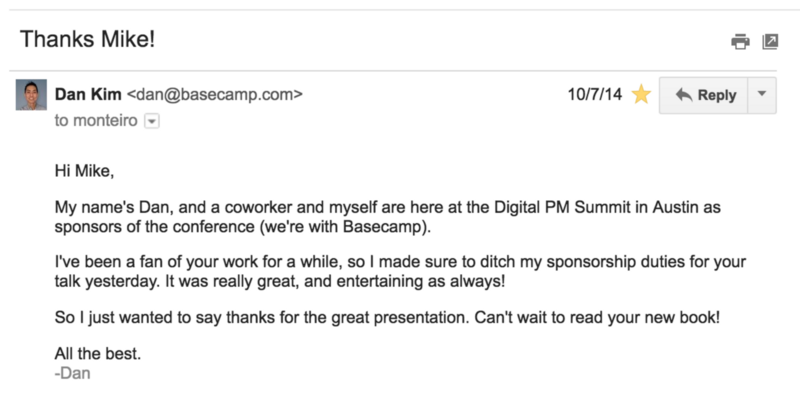 Thanks Mike!
Dan Kim <dan@basecamp.com>
10/7/14
Reply
to monteiro
Hi Mike,
My name's Dan, and a coworker and myself are here at the Digital PM Summit in Austin as
sponsors of the conference (we're with Basecamp).
I've been a fan of your work for a while, so I made sure to ditch my sponsorship duties for your
talk yesterday. It was really great, and entertaining as always!
So I just wanted to say thanks for the great presentation. Can't wait to read your new book!
All the best.
-Dan